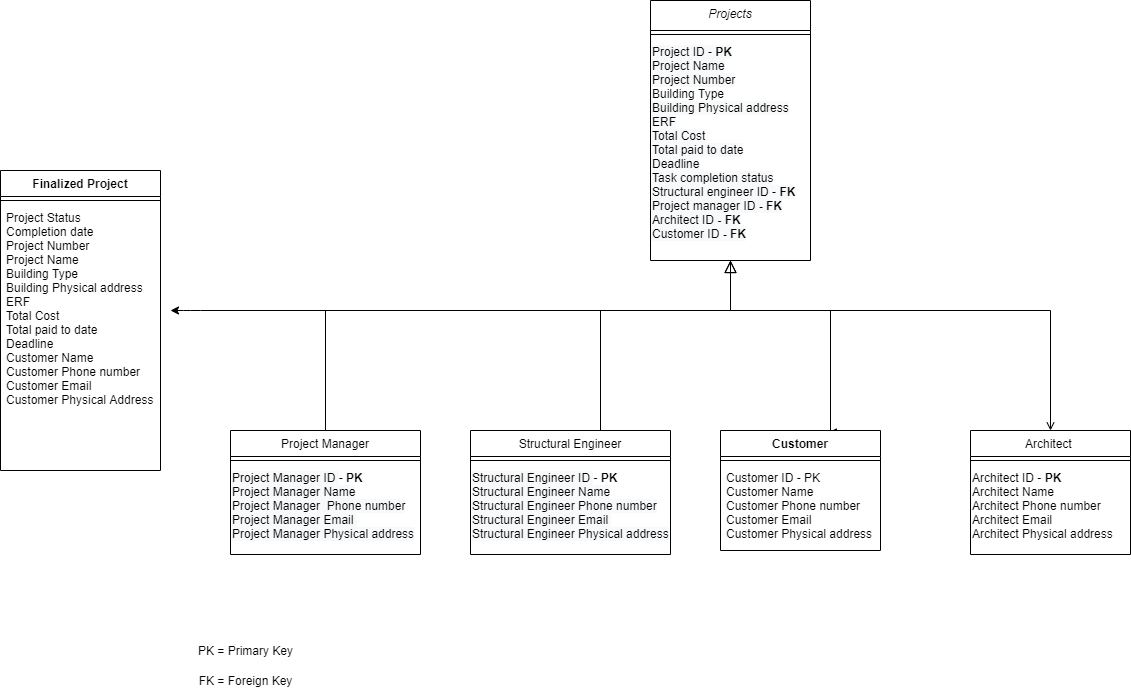 Projects
Project ID - PK
Project Name
Project Number
Building Type
Building Physical address
ERF
Total Cost
Total paid to date
Deadline
Task completion status
Structural engineer ID - FK
Project manager ID - FK
Architect ID - FK
Customer ID - FK
Finalized Project
Project Status
Completion date
Project Number
Project Name
Building Type
Building Physical address
ERF
Total Cost
Total paid to date
Deadline
Customer Name
Customer Phone number
Customer Email
Customer Physical Address
Project Manager
Project Manager ID - PK
Project Manager Name
Project Manager  Phone number
Project Manager Email
Project Manager Physical address
Structural Engineer
Structural Engineer ID - PK
Structural Engineer Name
Structural Engineer Phone number
Structural Engineer Email
Structural Engineer Physical address
Customer
Customer ID - PK
Customer Name
Customer Phone number
Customer Email
Customer Physical address
Architect
Architect ID - PK
Architect Name
Architect Phone number
Architect Email
Architect Physical address
PK = Primary Key
FK = Foreign Key